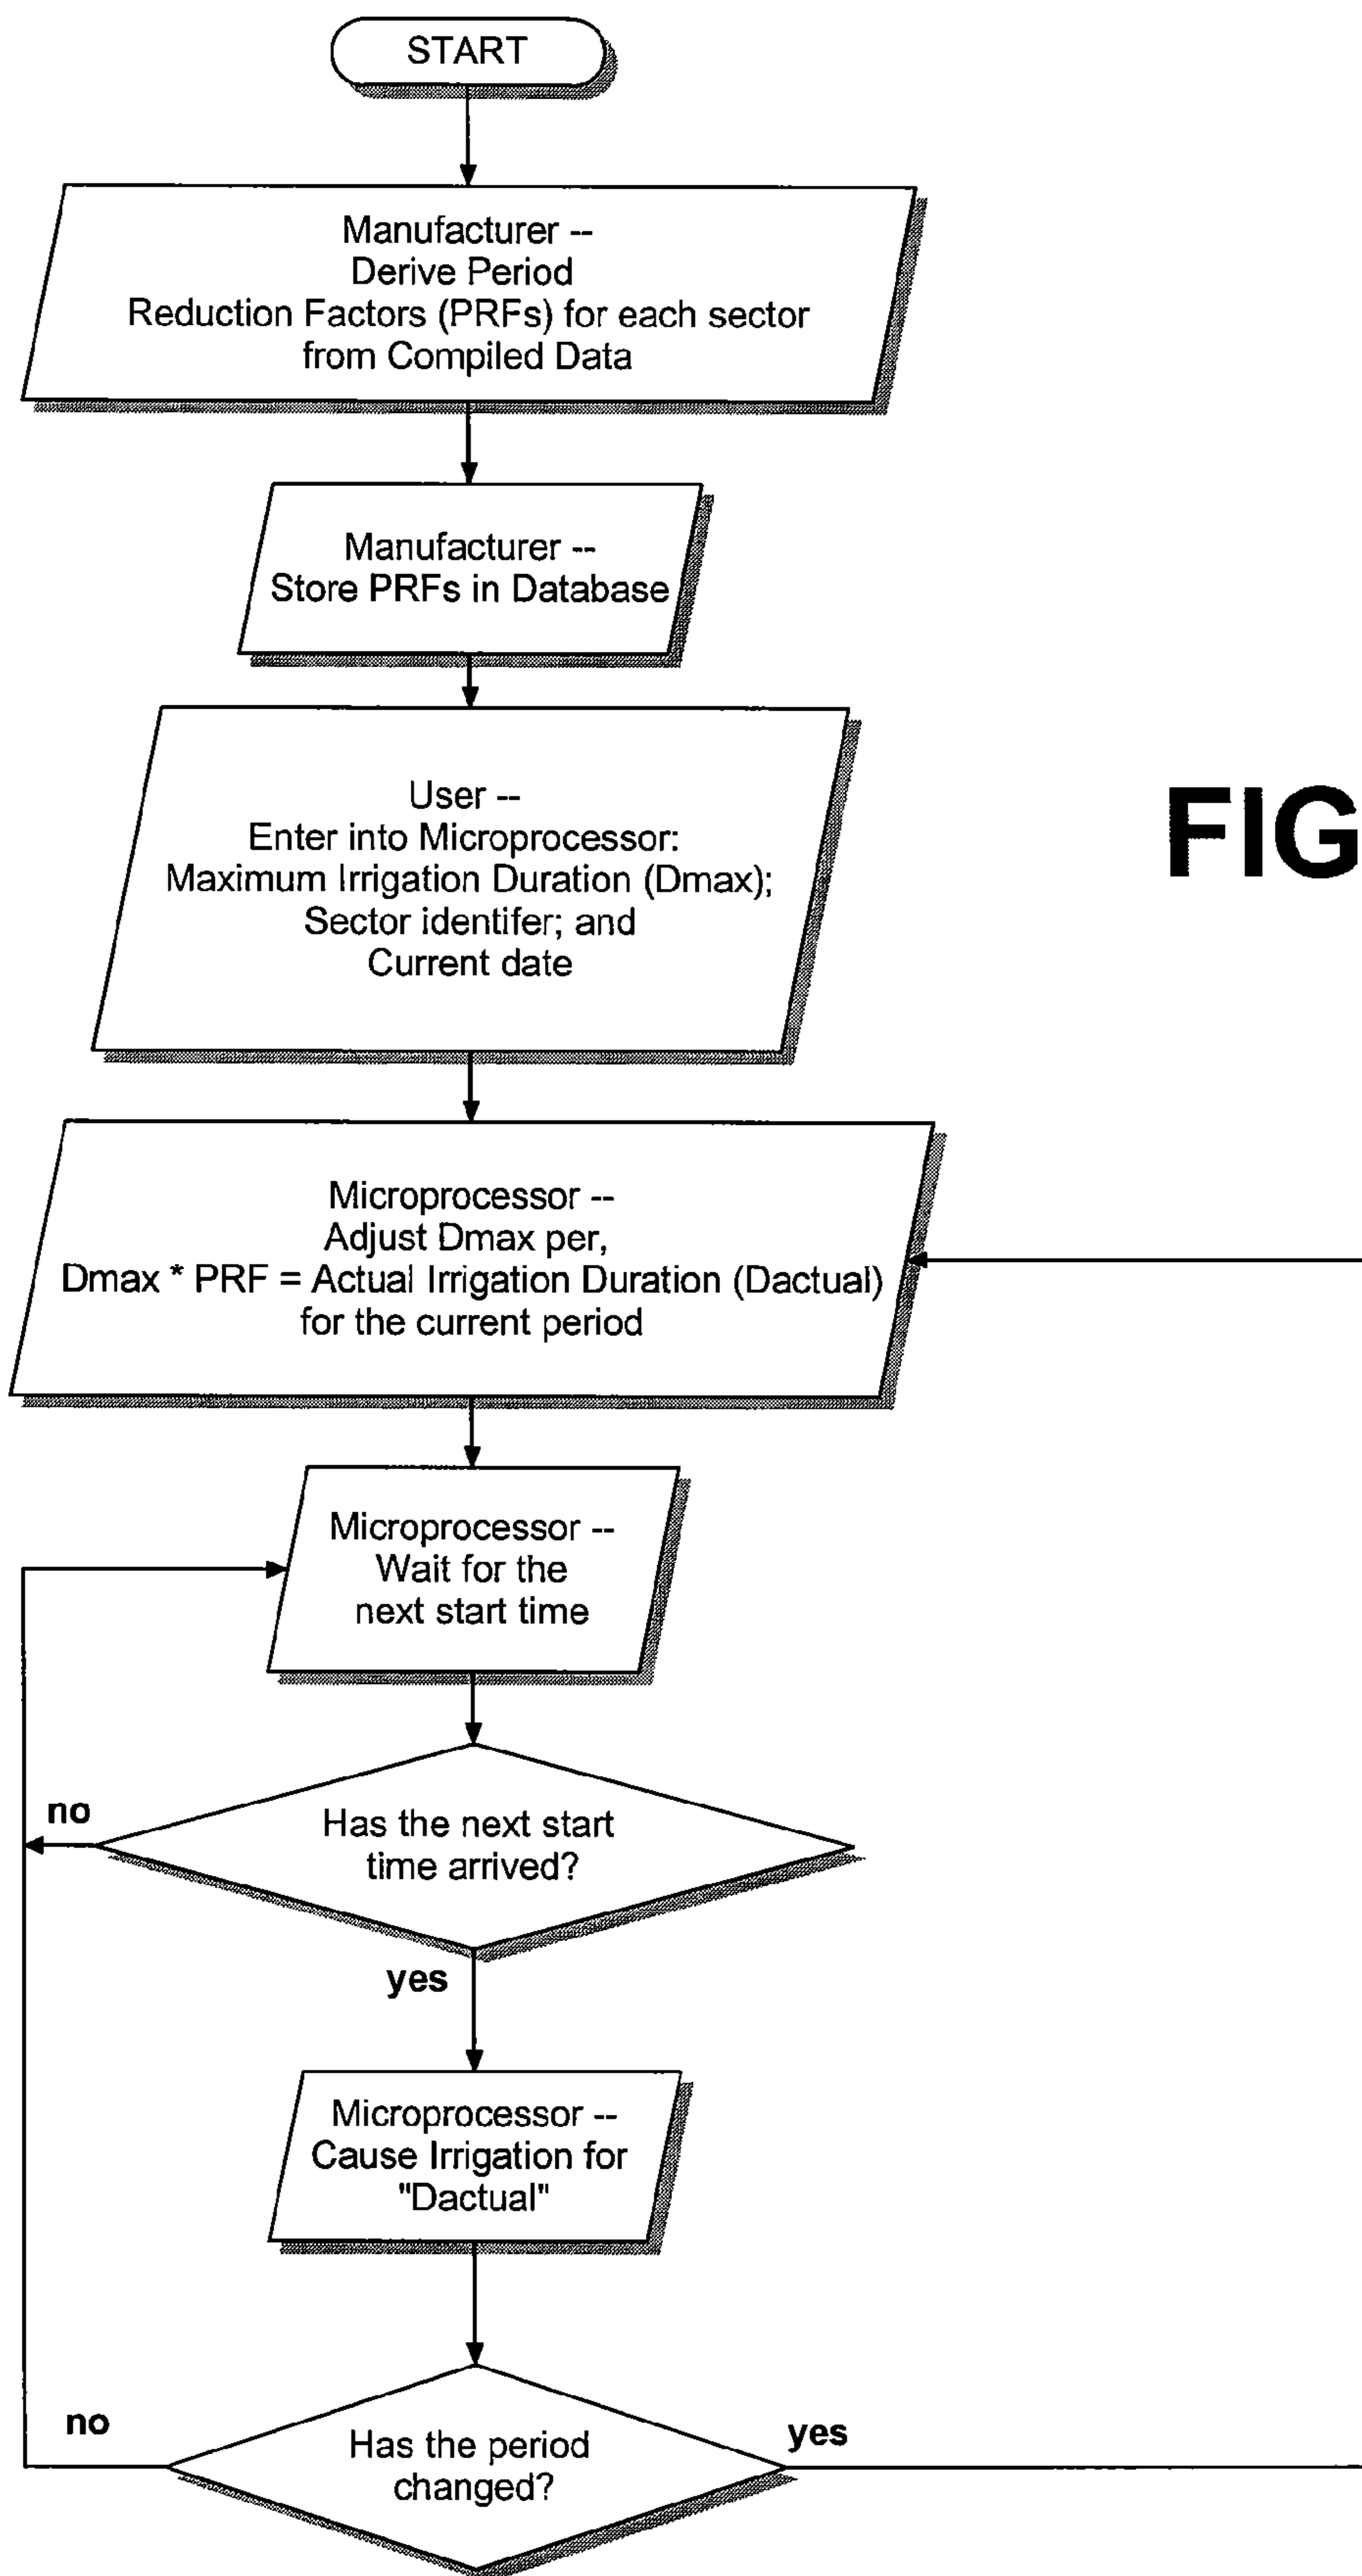 START
Manufacturer --
Derive Period
Reduction Factors (PRFs) for each sector
from Compiled Data
Manufacturer --
Store PRFs in Database
User --
Enter into Microprocessor:
Maximum Irrigation Duration (Dmax);
Sector identifer; and
Current date
FIG
Microprocessor --
Adjust Dmax per,
Dmax * PRF = Actual Irrigation Duration (Dactual)
for the current period
Microprocessor --
Wait for the
next start time
no
Has the next start
time arrived?
yes
Microprocessor --
Cause Irrigation for
"Dactual"
no
Has the period
changed?
yes